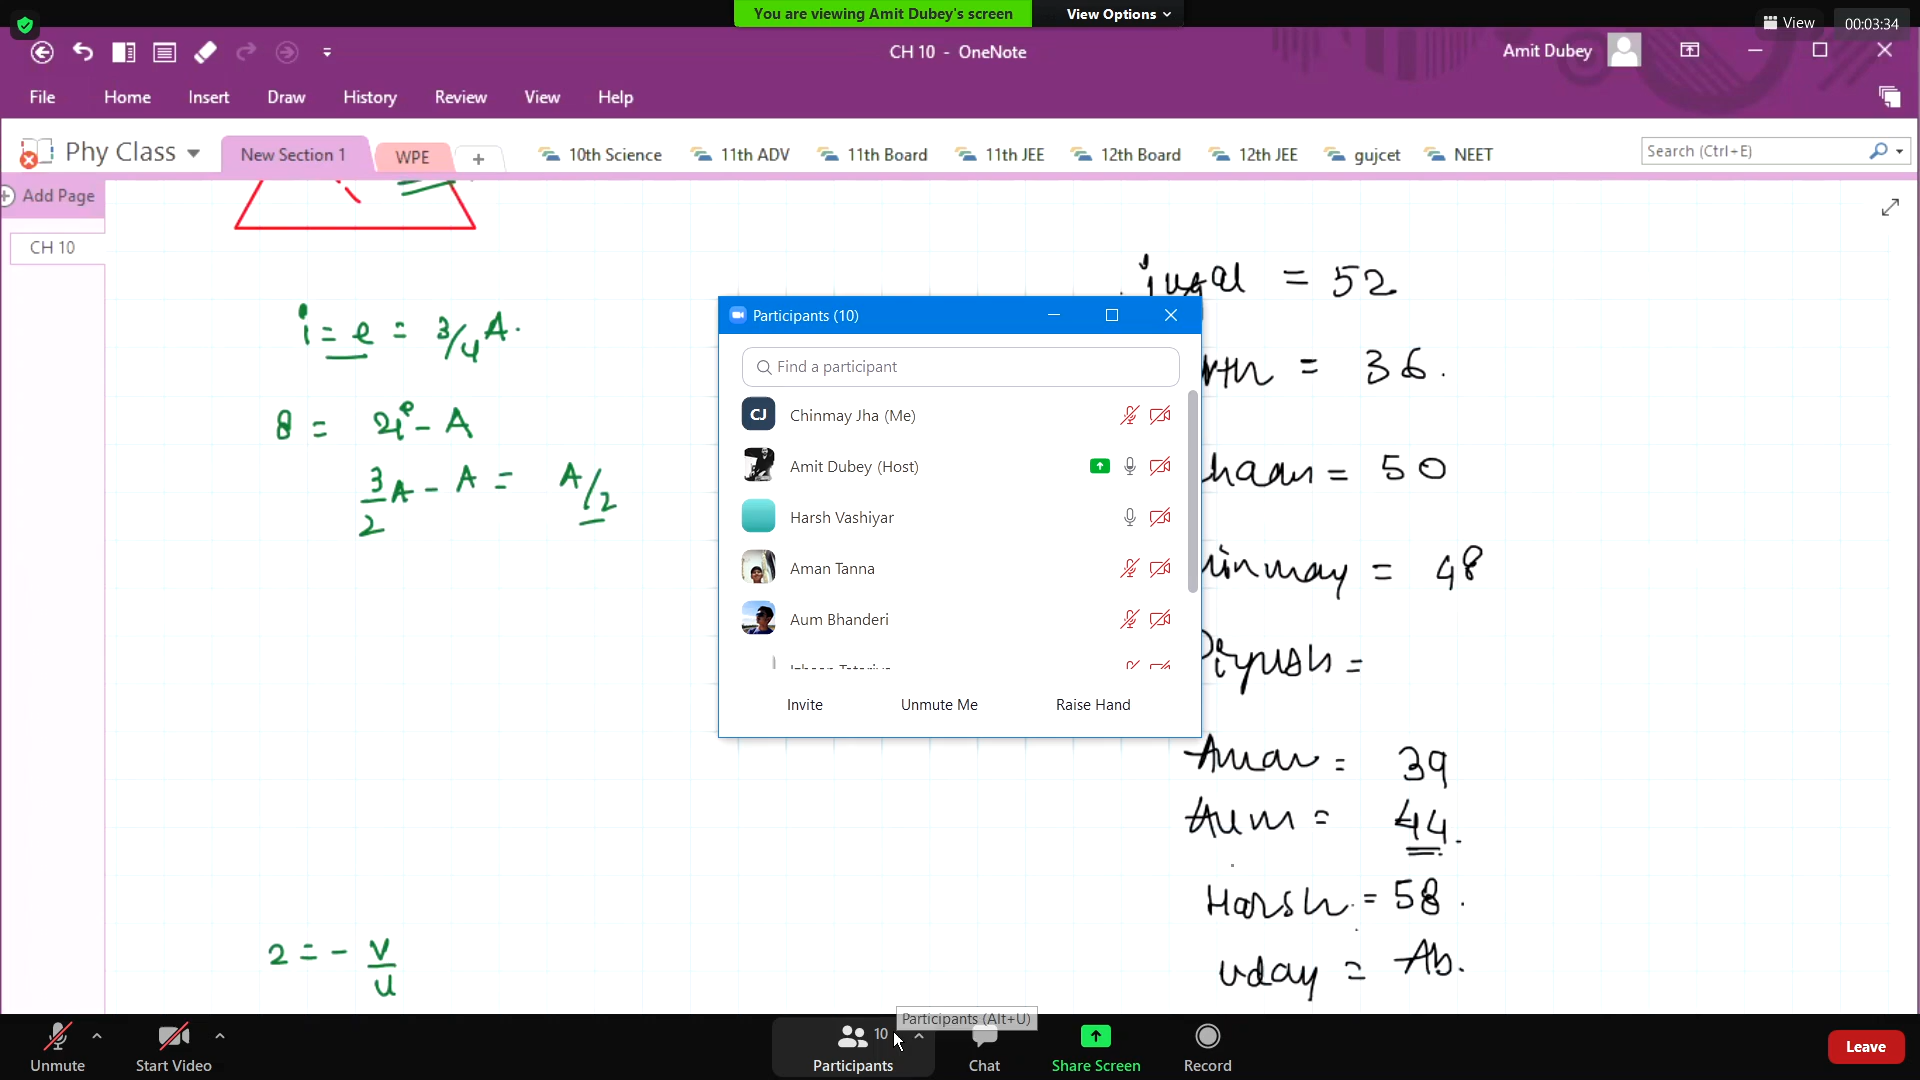 You are viewing Amit Dubey's screen
View Options
View
00:03:34
CH 10 - OneNote
Amit Dubey
File Home Insert Draw History Review View Help
Phy Class
New Section 1
WPE
+
10th Science
11th ADV
11th Board
11th JEE
12th Board
12th JEE
gujcet
NEET
Search (Ctrl+E)
Add Page
CH 10
i = e = 3/4 A.
8 = 2i - A
3/2 A - A = A/2
2 = - v/u
= 52
= 36.
= 50
= 48
Piyush =
Aman = 39
Aum = 44.
Harsh = 58.
Uday = Ab.
Participants (10)
Find a participant
CJ
Chinmay Jha (Me)
Amit Dubey (Host)
Harsh Vashiyar
Aman Tanna
Aum Bhanderi
Invite
Unmute Me
Raise Hand
Participants (Alt+U)
Unmute
Start Video
10
Participants
Chat
Share Screen
Record
Leave